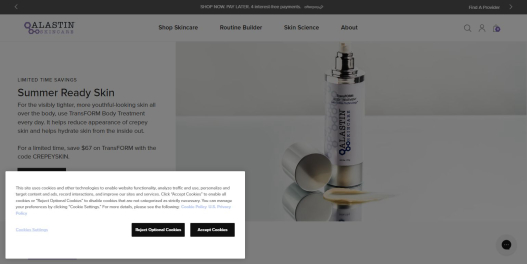 SHOP NOW PAY LATER: 4 interest free payments.
Find A Provider
ALASTIN
SKINCARE
Shop Skincare
Routine Builder
Skin Science
About
LIMITED TIME SAVINGS
Summer Ready Skin
For the visibly tighter, more youthful-looking skin all
over the body, use TransFORM Body Treatment
every day. It helps reduce appearance of crepey
skin and helps hydrate skin from the inside out.
For a limited time, save $67 on TransFORM with the
code CREPEYSKIN.
TransFORM
ALASTIN
SKINCARE
This site uses cookies and other technologies to enable website functionality, analyze traffic and use, personalize and
target content and ads, record interactions, and improve our sites and services. Click "Accept Cookies" to enable all
cookies or "Reject Optional Cookies" to disable cookies that are not categorized as strictly necessary. You can manage
your preferences by clicking "Cookie Settings." For more details, please see the following: Cookie Policy U.S. Privacy
Policy
Cookies Settings
Reject Optional Cookies
Accept Cookies